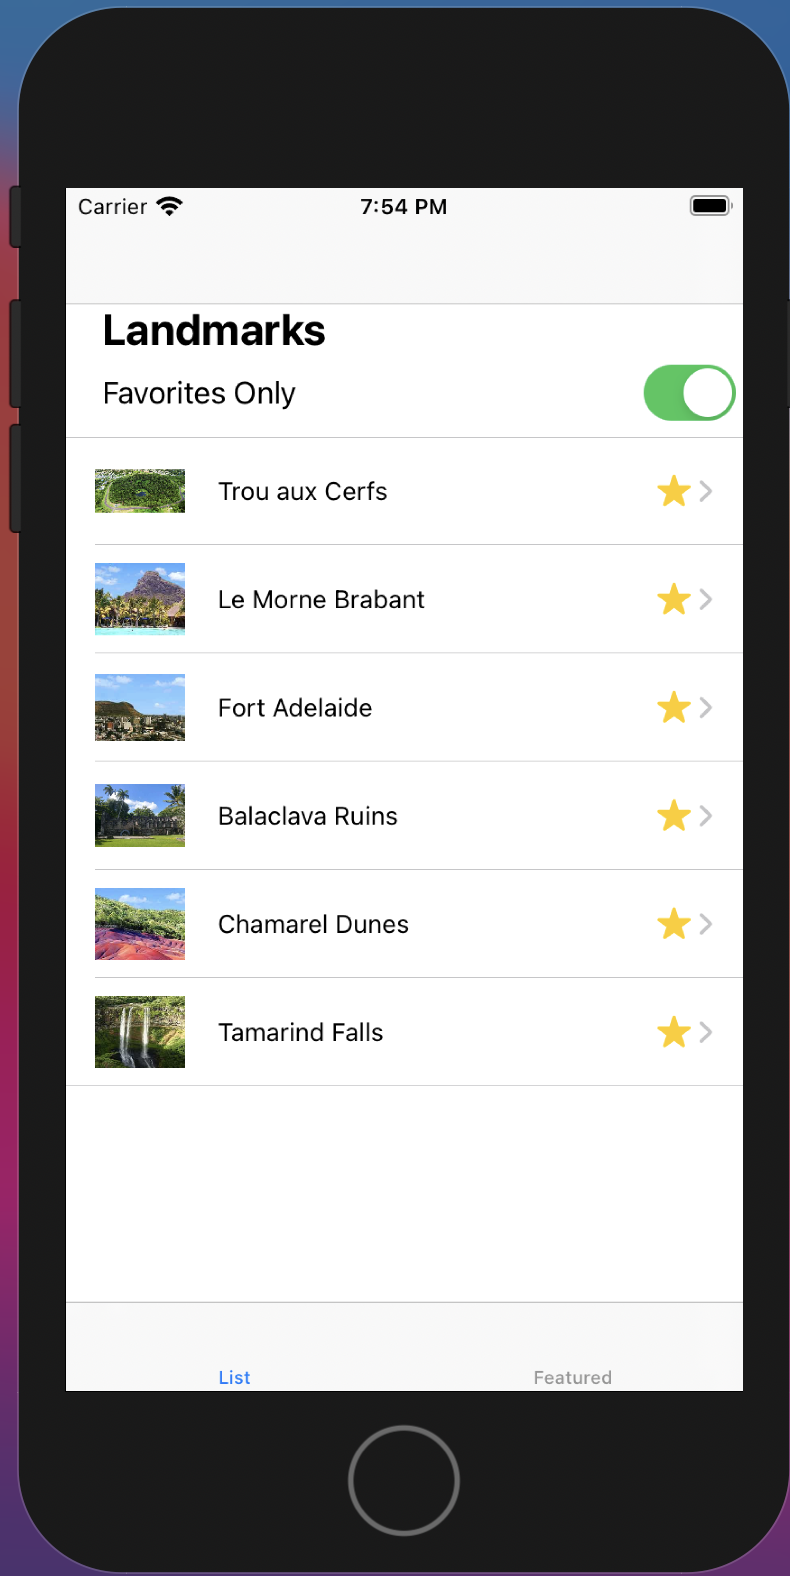 Carrier 7:54 PM
Landmarks
Favorites Only
Trou aux Cerfs
Le Morne Brabant
Fort Adelaide
Balaclava Ruins
Chamarel Dunes
Tamarind Falls
List Featured